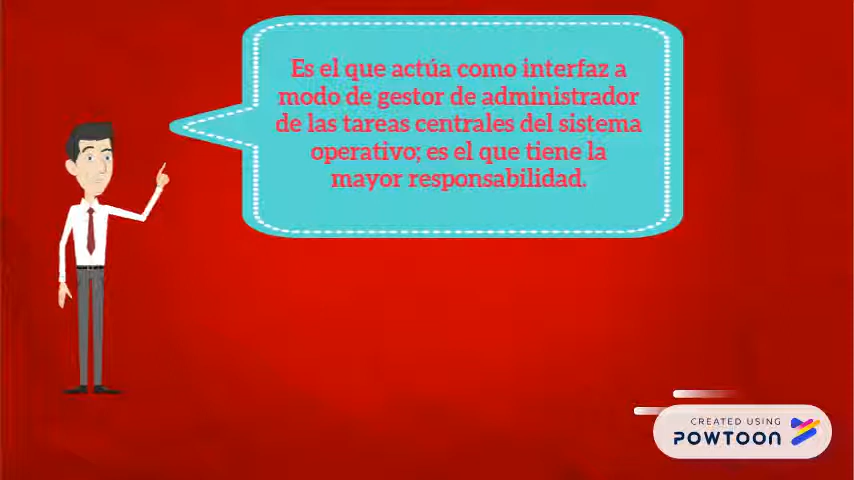 Es el que actúa como interfaz a
modo de gestor de administrador
de las tareas centrales del sistema
operativo; es el que tiene la
mayor responsabilidad.
CREATED USING
POWTOON